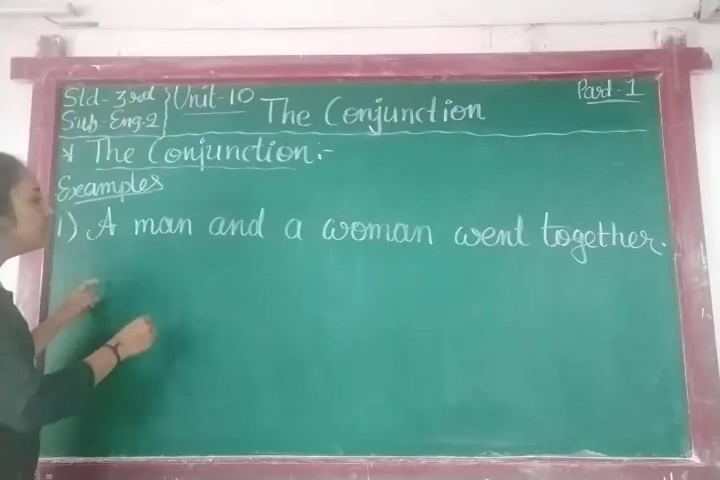 Std - 3rd } Unit - 10
Sub - Eng-2
The Conjunction
Part - 1
* The Conjunction :-
Examples
1) A man and a woman went together.